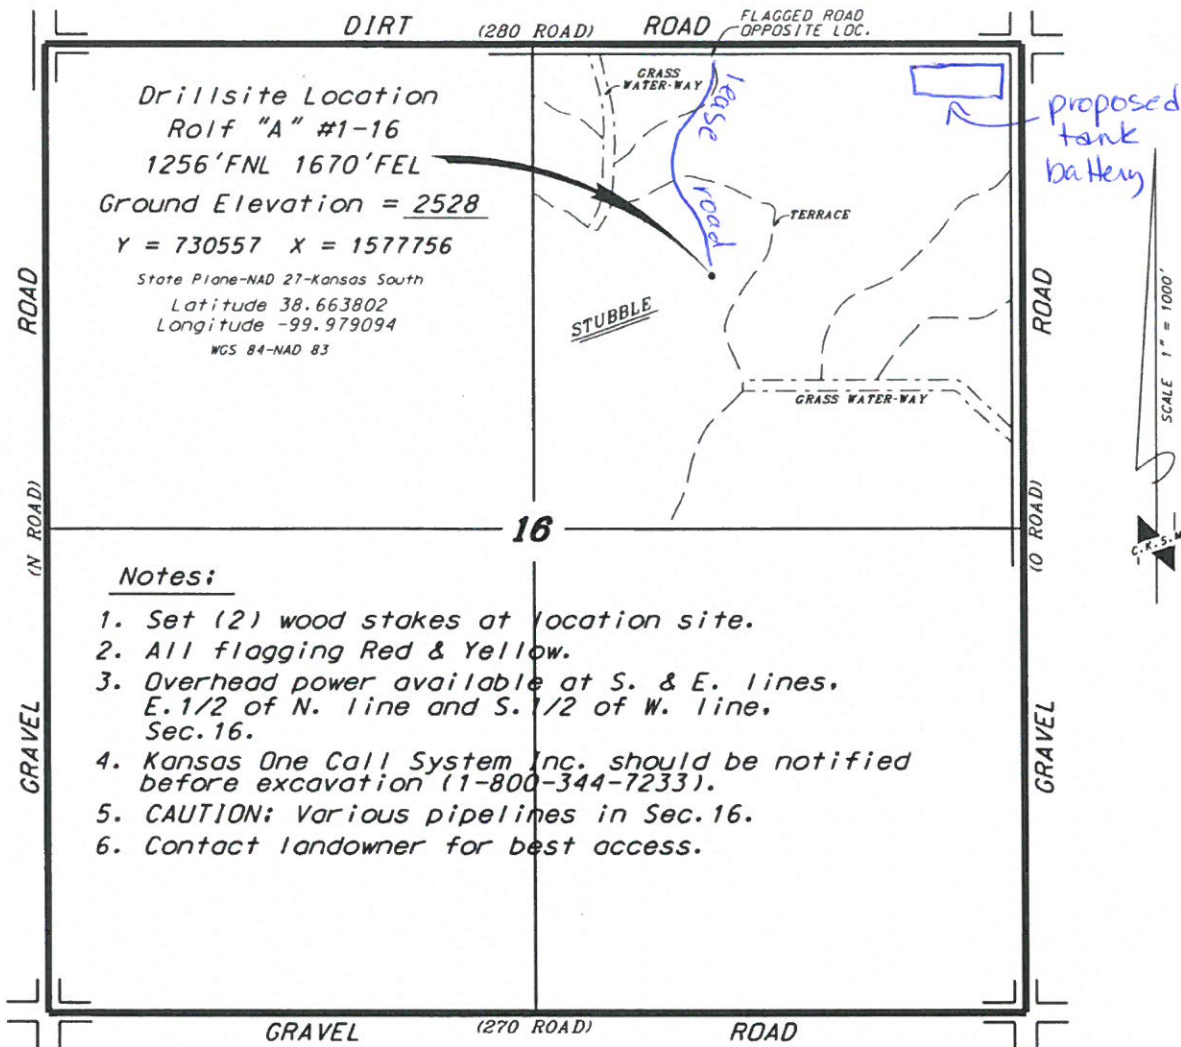 DIRT (280 ROAD) ROAD
FLAGGED ROAD
OPPOSITE LOC.
Drillsite Location
Rolf "A" #1-16
1256'FNL 1670'FEL
Ground Elevation = 2528
Y = 730557 X = 1577756
State Plane-NAD 27-Kansas South
Latitude 38.663802
Longitude -99.979094
WGS 84-NAD 83
GRASS
WATER-WAY
lease road
proposed
tank
battery
TERRACE
STUBBLE
GRASS WATER-WAY
ROAD
(N ROAD)
GRAVEL
ROAD
(O ROAD)
GRAVEL
SCALE 1" = 1000'
C.K.S.M.
16
Notes:
1. Set (2) wood stakes at location site.
2. All flagging Red & Yellow.
3. Overhead power available at S. & E. lines,
E.1/2 of N. line and S.1/2 of W. line,
Sec.16.
4. Kansas One Call System Inc. should be notified
before excavation (1-800-344-7233).
5. CAUTION: Various pipelines in Sec.16.
6. Contact landowner for best access.
GRAVEL (270 ROAD) ROAD